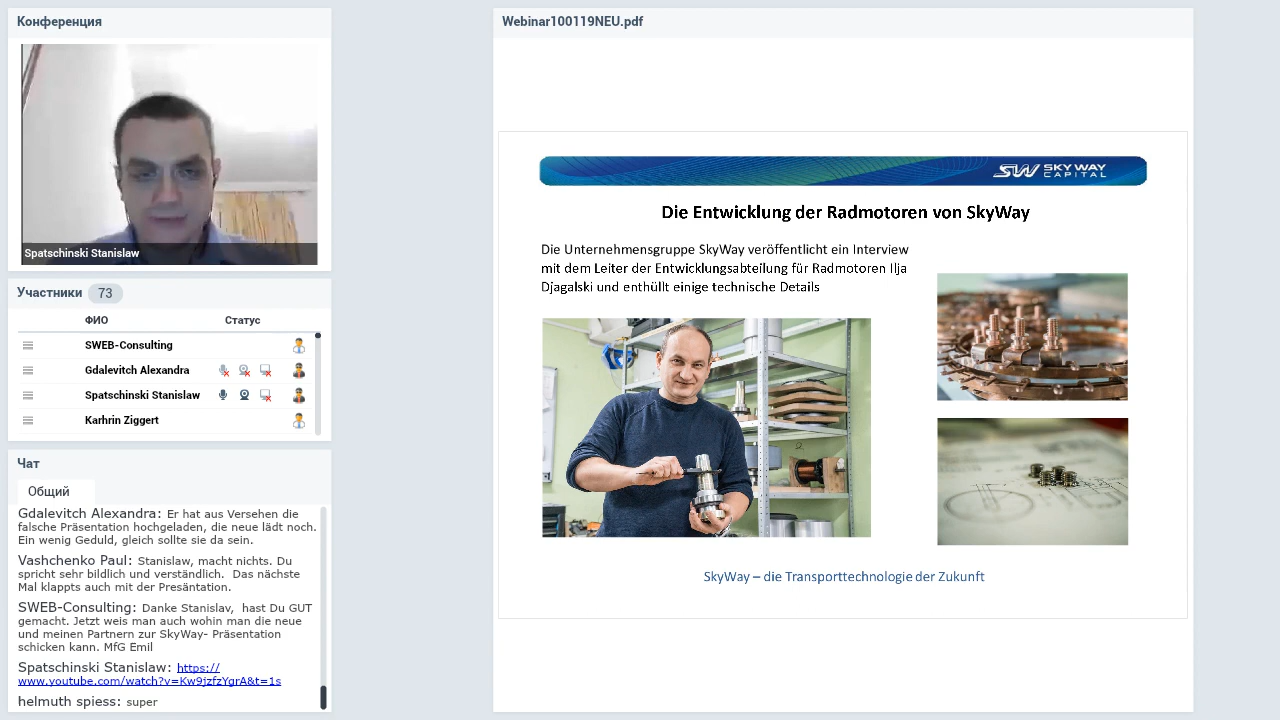 Конференция
Spatschinski Stanislaw
Участники 73
ФИО Статус
SWEB-Consulting
Gdalevitch Alexandra
Spatschinski Stanislaw
Karhrin Ziggert
Чат
Общий
Gdalevitch Alexandra: Er hat aus Versehen die
falsche Präsentation hochgeladen, die neue lädt noch.
Ein wenig Geduld, gleich sollte sie da sein.
Vashchenko Paul: Stanislaw, macht nichts. Du
spricht sehr bildlich und verständlich. Das nächste
Mal klappts auch mit der Presäntation.
SWEB-Consulting: Danke Stanislav, hast Du GUT
gemacht. Jetzt weis man auch wohin man die neue
und meinen Partnern zur SkyWay- Präsentation
schicken kann. MfG Emil
Spatschinski Stanislaw: https://
www.youtube.com/watch?v=Kw9jzfzYgrA&t=1s
helmuth spiess: super
Webinar100119NEU.pdf
SW SKY WAY
CAPITAL
Die Entwicklung der Radmotoren von SkyWay
Die Unternehmensgruppe SkyWay veröffentlicht ein Interview
mit dem Leiter der Entwicklungsabteilung für Radmotoren Ilja
Djagalski und enthüllt einige technische Details
SkyWay – die Transporttechnologie der Zukunft